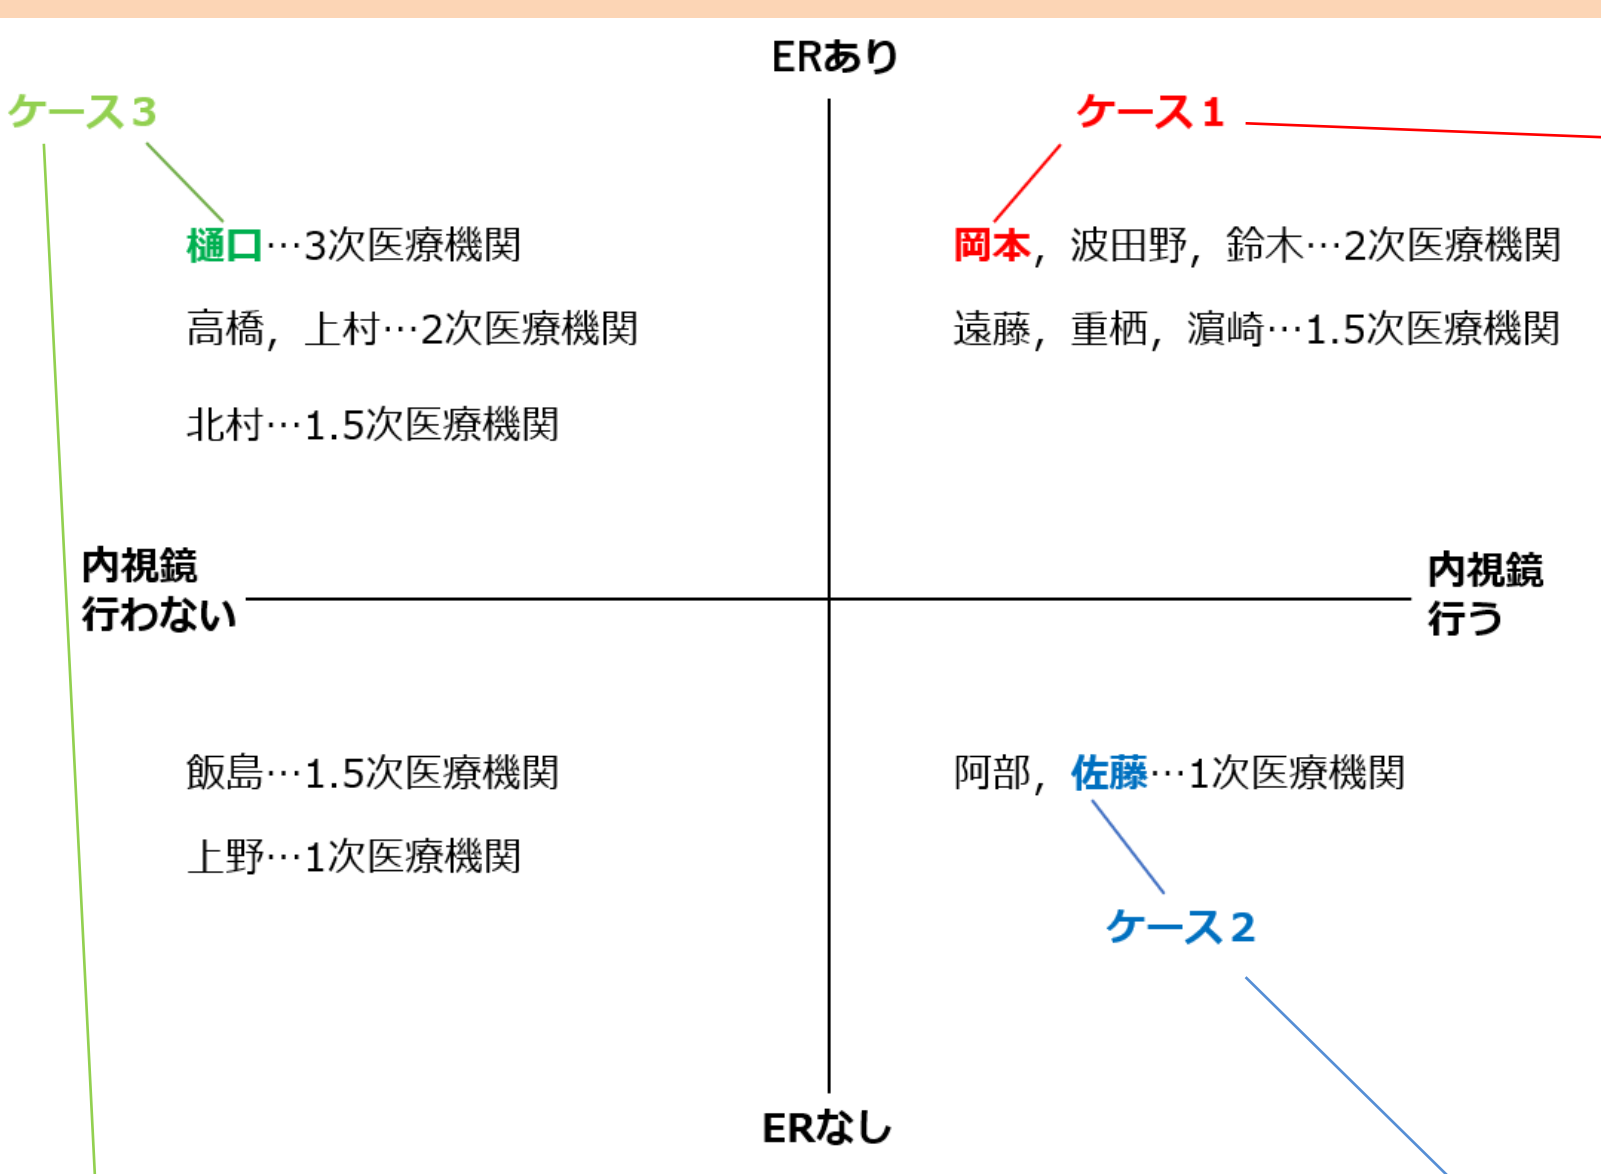 ERあり
ケース3
ケース1
樋口…3次医療機関
岡本，波田野，鈴木…2次医療機関
高橋，上村…2次医療機関
遠藤，重栖，濵崎…1.5次医療機関
北村…1.5次医療機関
内視鏡
行わない
内視鏡
行う
飯島…1.5次医療機関
阿部，佐藤…1次医療機関
上野…1次医療機関
ケース2
ERなし